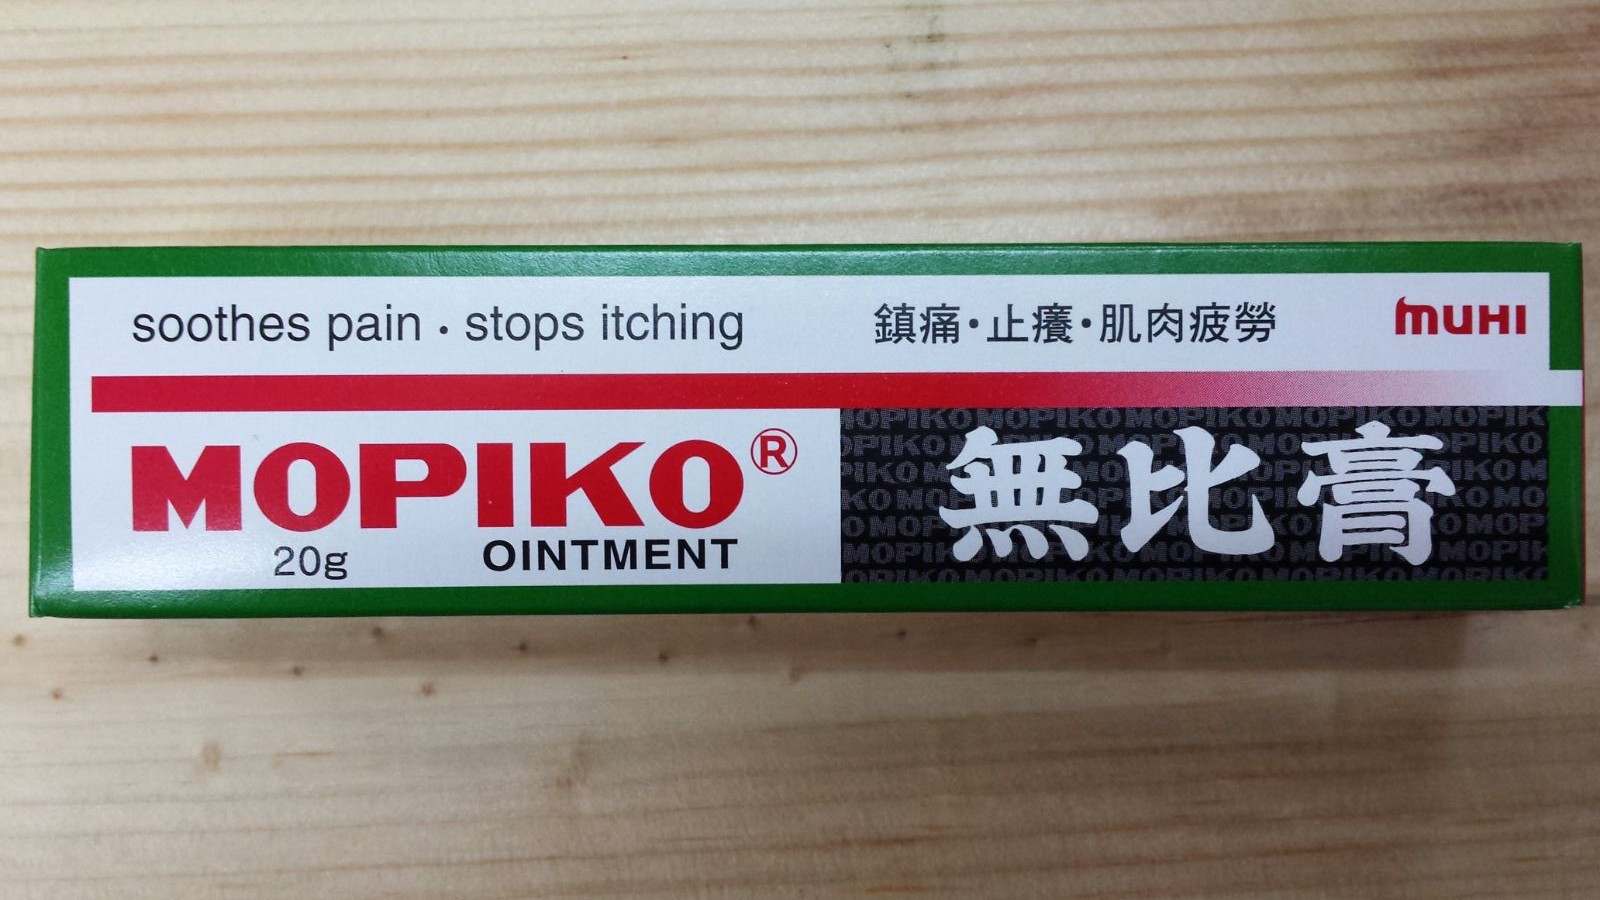 soothes pain · stops itching
鎮痛·止癢·肌肉疲勞
MUHI
MOPIKO®
20g
OINTMENT
無比膏